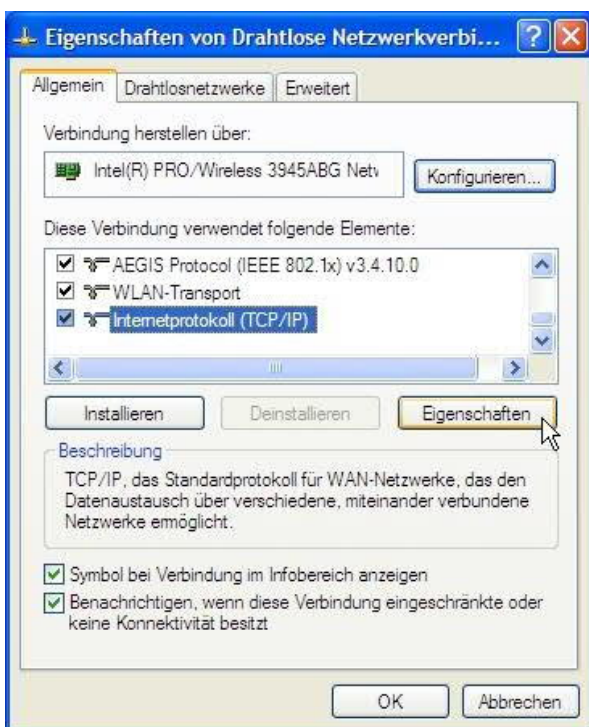 Eigenschaften von Drahtlose Netzwerkverbi...
Allgemein Drahtlosnetzwerke Erweitert
Verbindung herstellen über:
Intel(R) PRO/Wireless 3945ABG Netw
Konfigurieren...
Diese Verbindung verwendet folgende Elemente:
AEGIS Protocol (IEEE 802.1x) v3.4.10.0
WLAN-Transport
Internetprotokoll (TCP/IP)
Installieren Deinstallieren Eigenschaften
Beschreibung
TCP/IP, das Standardprotokoll für WAN-Netzwerke, das den
Datenaustausch über verschiedene, miteinander verbundene
Netzwerke ermöglicht.
Symbol bei Verbindung im Infobereich anzeigen
Benachrichtigen, wenn diese Verbindung eingeschränkte oder
keine Konnektivität besitzt
OK Abbrechen